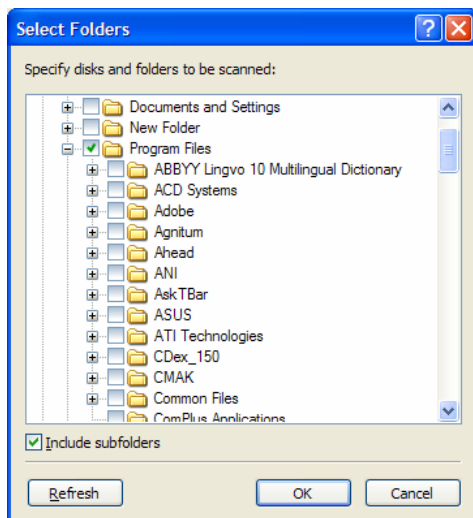 Select Folders
Specify disks and folders to be scanned:
Documents and Settings
New Folder
Program Files
ABBYY Lingvo 10 Multilingual Dictionary
ACD Systems
Adobe
Agnitum
Ahead
ANI
AskTBar
ASUS
ATI Technologies
CDex_150
CMAK
Common Files
ComPlus Applications
Include subfolders
Refresh OK Cancel